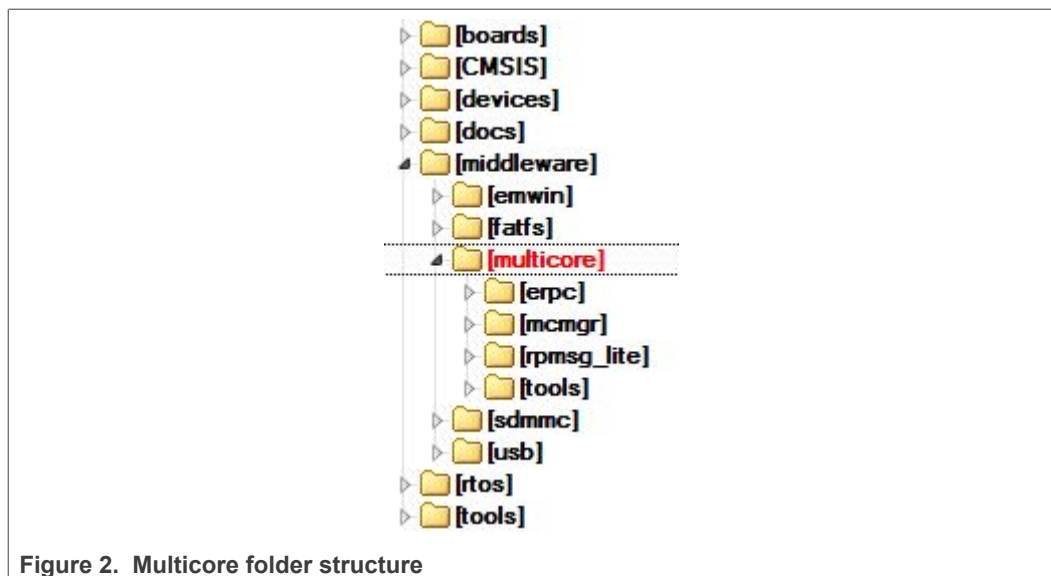 [boards]
[CMSIS]
[devices]
[docs]
[middleware]
[emwin]
[fatfs]
[multicore]
[erpc]
[mcmgr]
[rpmsg_lite]
[tools]
[sdmmc]
[usb]
[rtos]
[tools]
Figure 2. Multicore folder structure